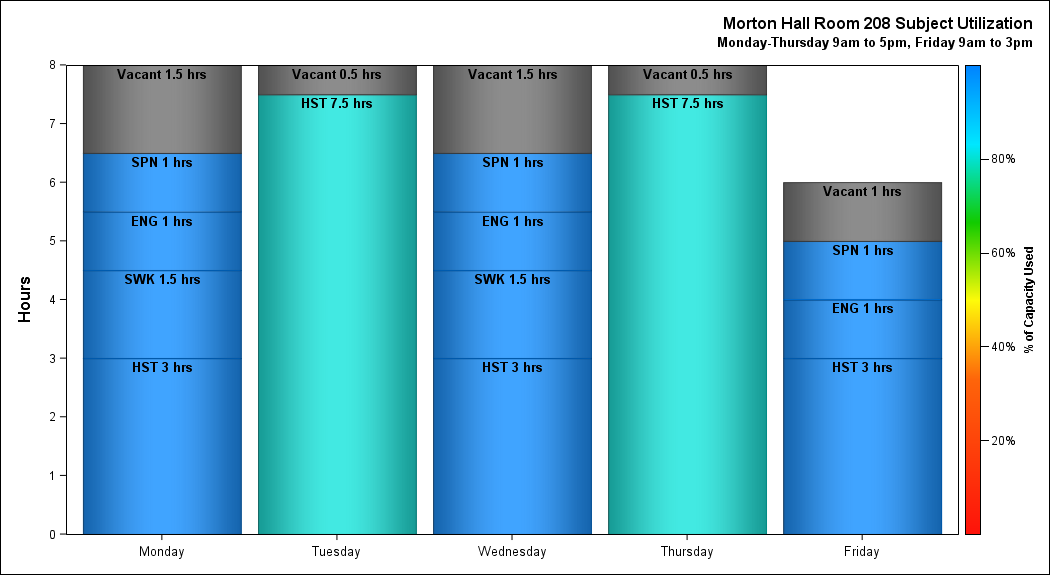 Morton Hall Room 208 Subject Utilization
Monday-Thursday 9am to 5pm, Friday 9am to 3pm
Hours
8
7
6
5
4
3
2
1
0
Vacant 1.5 hrs
SPN 1 hrs
ENG 1 hrs
SWK 1.5 hrs
HST 3 hrs
Vacant 0.5 hrs
HST 7.5 hrs
Vacant 1.5 hrs
SPN 1 hrs
ENG 1 hrs
SWK 1.5 hrs
HST 3 hrs
Vacant 0.5 hrs
HST 7.5 hrs
Vacant 1 hrs
SPN 1 hrs
ENG 1 hrs
HST 3 hrs
Monday
Tuesday
Wednesday
Thursday
Friday
80%
60%
40%
20%
% of Capacity Used